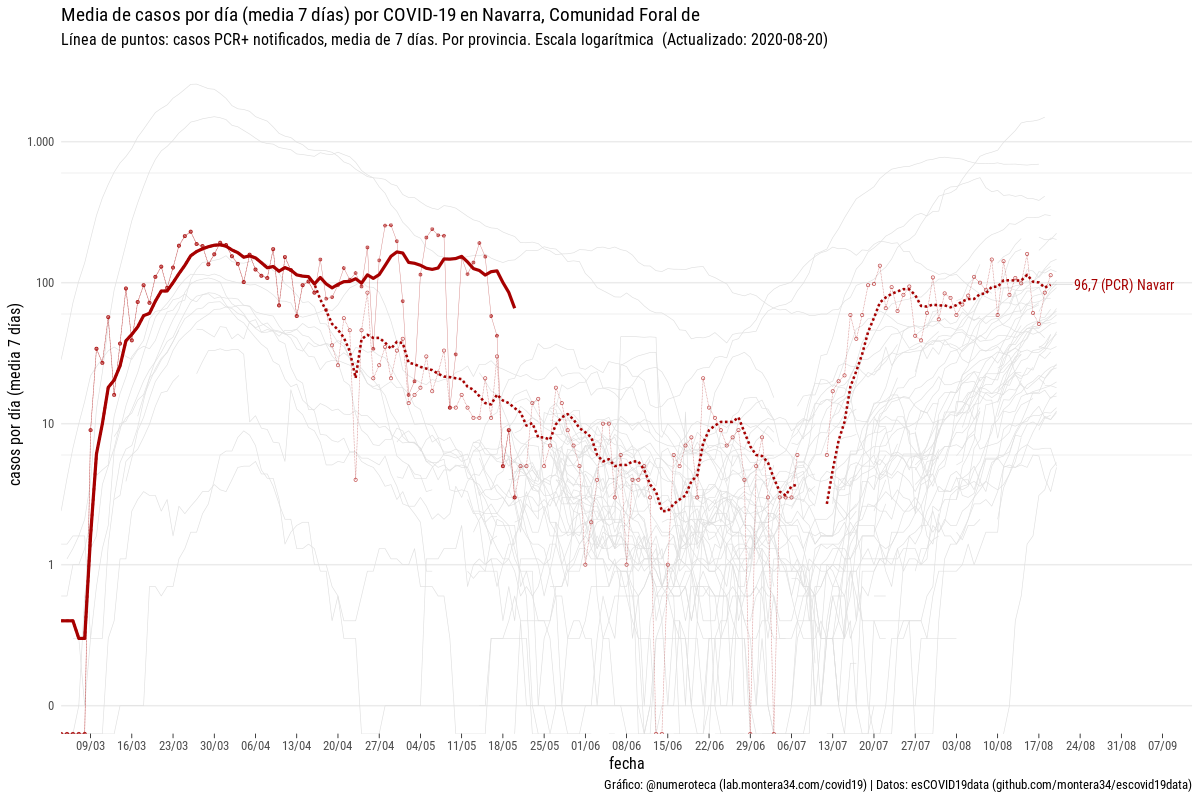 Media de casos por día (media 7 días) por COVID-19 en Navarra, Comunidad Foral de
Línea de puntos: casos PCR+ notificados, media de 7 días. Por provincia. Escala logarítmica (Actualizado: 2020-08-20)
casos por día (media 7 días)
1.000
100
10
1
0
96,7 (PCR) Navarr
09/03 16/03 23/03 30/03 06/04 13/04 20/04 27/04 04/05 11/05 18/05 25/05 01/06 08/06 15/06 22/06 29/06 06/07 13/07 20/07 27/07 03/08 10/08 17/08 24/08 31/08 07/09
fecha
Gráfico: @numeroteca (lab.montera34.com/covid19) | Datos: esCOVID19data (github.com/montera34/escovid19data)